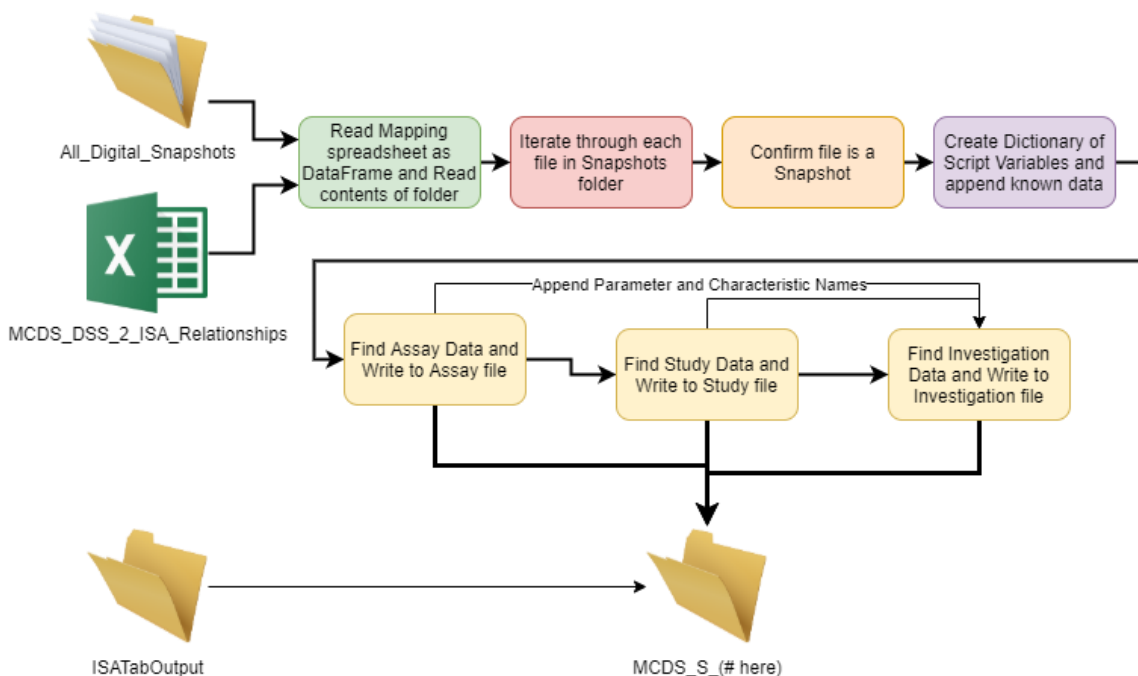 All_Digital_Snapshots
Read Mapping
spreadsheet as
DataFrame and Read
contents of folder
Iterate through each
file in Snapshots
folder
Confirm file is a
Snapshot
Create Dictionary of
Script Variables and
append known data
X
MCDS_DSS_2_ISA_Relationships
Append Parameter and Characteristic Names
Find Assay Data and
Write to Assay file
Find Study Data and
Write to Study file
Find Investigation
Data and Write to
Investigation file
ISATabOutput
MCDS_S_(# here)